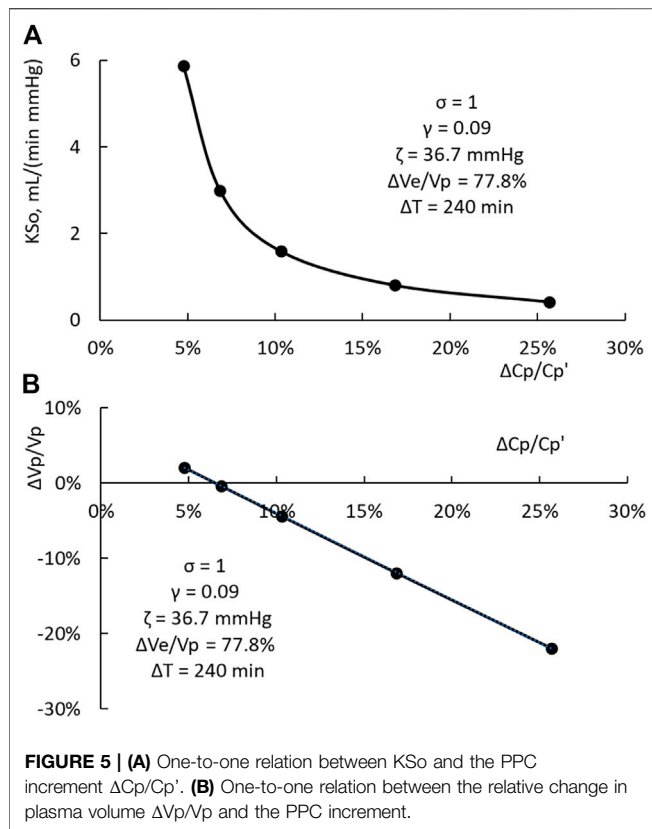 A
KSo, mL/(min mmHg)
6
4
2
0
σ = 1
γ = 0.09
ζ = 36.7 mmHg
ΔVe/Vp = 77.8%
ΔT = 240 min
0% 5% 10% 15% 20% 25% 30%
ΔCp/Cp'
B
ΔVp/Vp
10%
0%
-10%
-20%
-30%
ΔCp/Cp'
0% 5% 10% 15% 20% 25% 30%
σ = 1
γ = 0.09
ζ = 36.7 mmHg
ΔVe/Vp = 77.8%
ΔT = 240 min
FIGURE 5 | (A) One-to-one relation between KSo and the PPC
increment ΔCp/Cp’. (B) One-to-one relation between the relative change in
plasma volume ΔVp/Vp and the PPC increment.